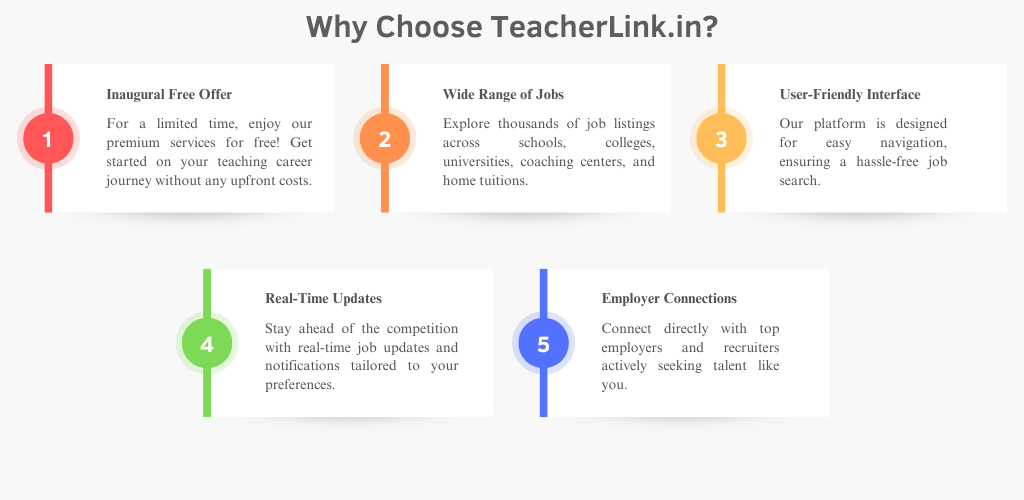 Why Choose TeacherLink.in?
1
Inaugural Free Offer
For a limited time, enjoy our
premium services for free! Get
started on your teaching career
journey without any upfront costs.
2
Wide Range of Jobs
Explore thousands of job listings
across schools, colleges,
universities, coaching centers, and
home tuitions.
3
User-Friendly Interface
Our platform is designed
for easy navigation,
ensuring a hassle-free job
search.
4
Real-Time Updates
Stay ahead of the competition
with real-time job updates and
notifications tailored to your
preferences.
5
Employer Connections
Connect directly with top
employers and recruiters
actively seeking talent like
you.